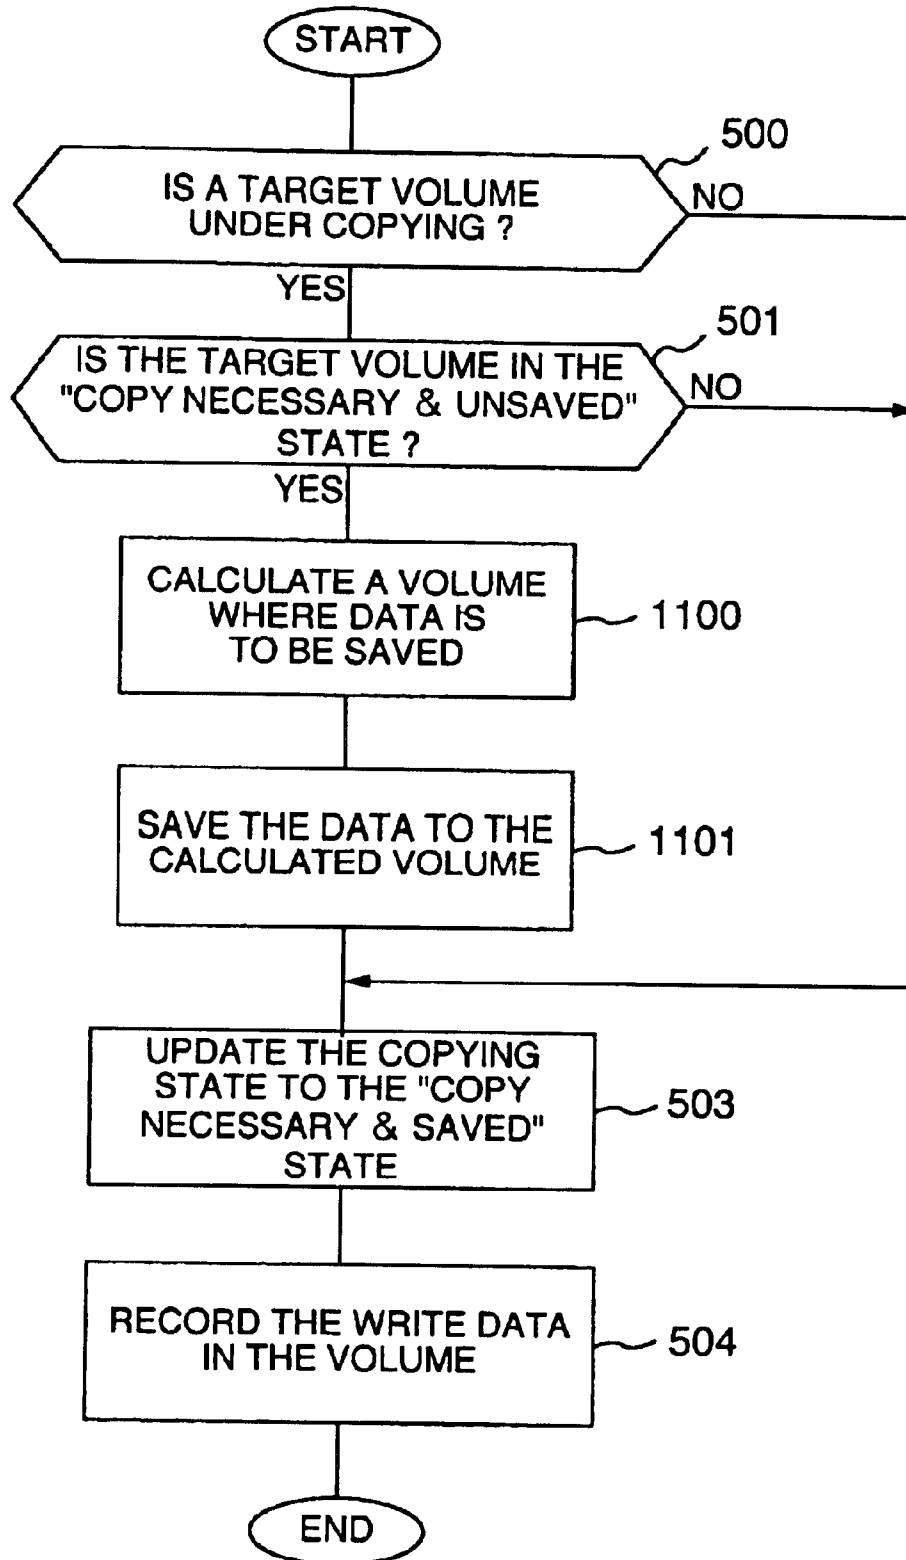 START
500
IS A TARGET VOLUME
UNDER COPYING ?
NO
YES
501
IS THE TARGET VOLUME IN THE
"COPY NECESSARY & UNSAVED"
STATE ?
NO
YES
CALCULATE A VOLUME
WHERE DATA IS
TO BE SAVED
1100
SAVE THE DATA TO THE
CALCULATED VOLUME
1101
UPDATE THE COPYING
STATE TO THE "COPY
NECESSARY & SAVED"
STATE
503
RECORD THE WRITE DATA
IN THE VOLUME
504
END